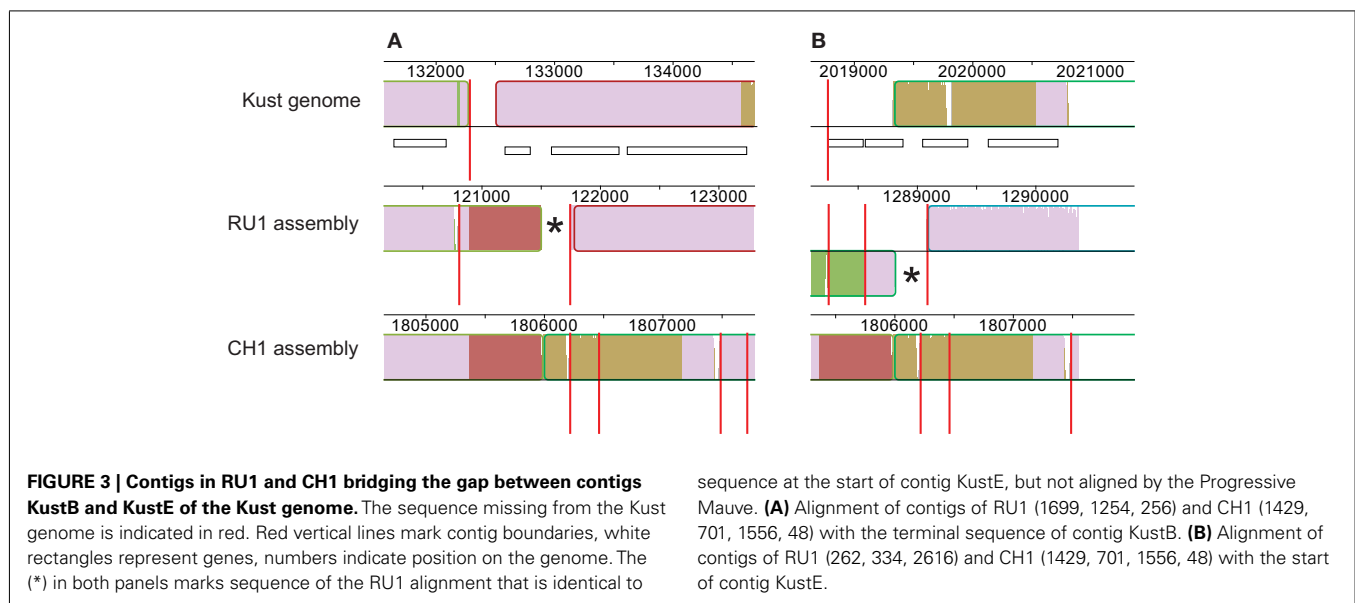 A
B
132000 133000 134000
2019000 2020000 2021000
Kust genome
121000 122000 123000
1289000 1290000
RU1 assembly
*
*
1805000 1806000 1807000
1806000 1807000
CH1 assembly
FIGURE 3 | Contigs in RU1 and CH1 bridging the gap between contigs
KustB and KustE of the Kust genome. The sequence missing from the Kust
genome is indicated in red. Red vertical lines mark contig boundaries, white
rectangles represent genes, numbers indicate position on the genome. The
(*) in both panels marks sequence of the RU1 alignment that is identical to
sequence at the start of contig KustE, but not aligned by the Progressive
Mauve. (A) Alignment of contigs of RU1 (1699, 1254, 256) and CH1 (1429,
701, 1556, 48) with the terminal sequence of contig KustB. (B) Alignment of
contigs of RU1 (262, 334, 2616) and CH1 (1429, 701, 1556, 48) with the start
of contig KustE.